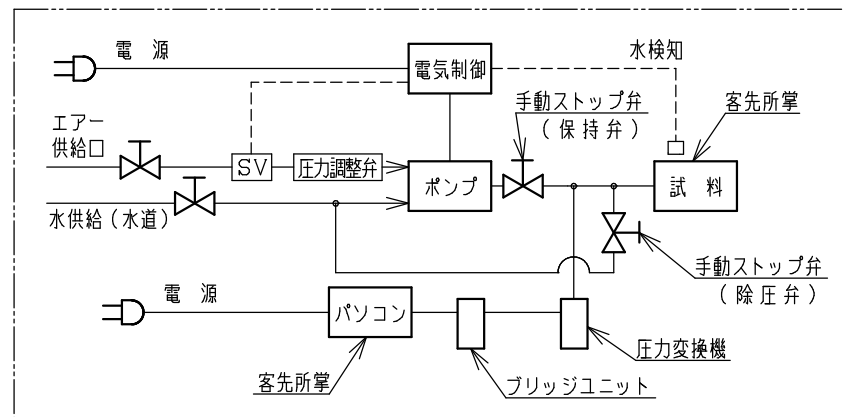 電 源
電気制御
水検知
手動ストップ弁
(保持弁)
客先所掌
エアー
供給口
SV
圧力調整弁
ポンプ
試 料
水供給(水道)
手動ストップ弁
(除圧弁)
電 源
パソコン
圧力変換機
客先所掌
ブリッジユニット